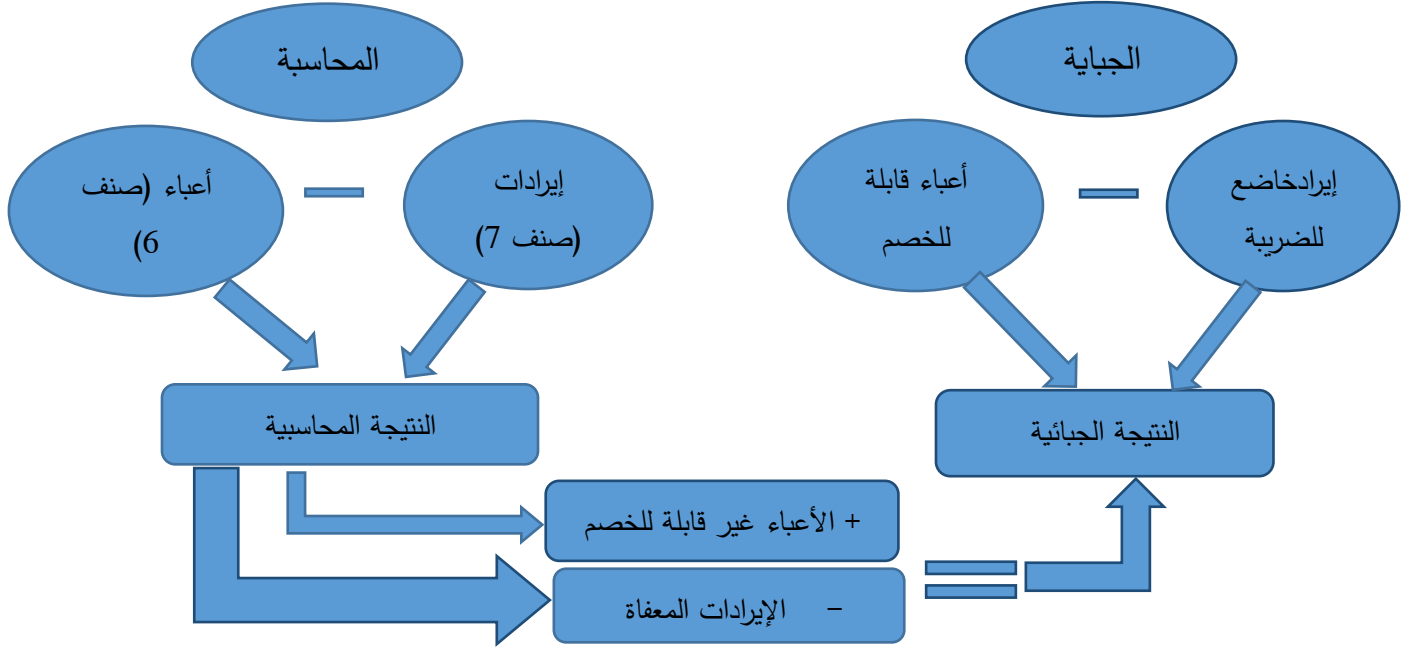 الجباية
المحاسبة
إيرادخاضع
للضريبة
أعباء قابلة
للخصم
إيرادات
(صنف 7)
أعباء (صنف
6)
النتيجة الجبائية
النتيجة المحاسبية
+ الأعباء غير قابلة للخصم
– الإيرادات المعفاة